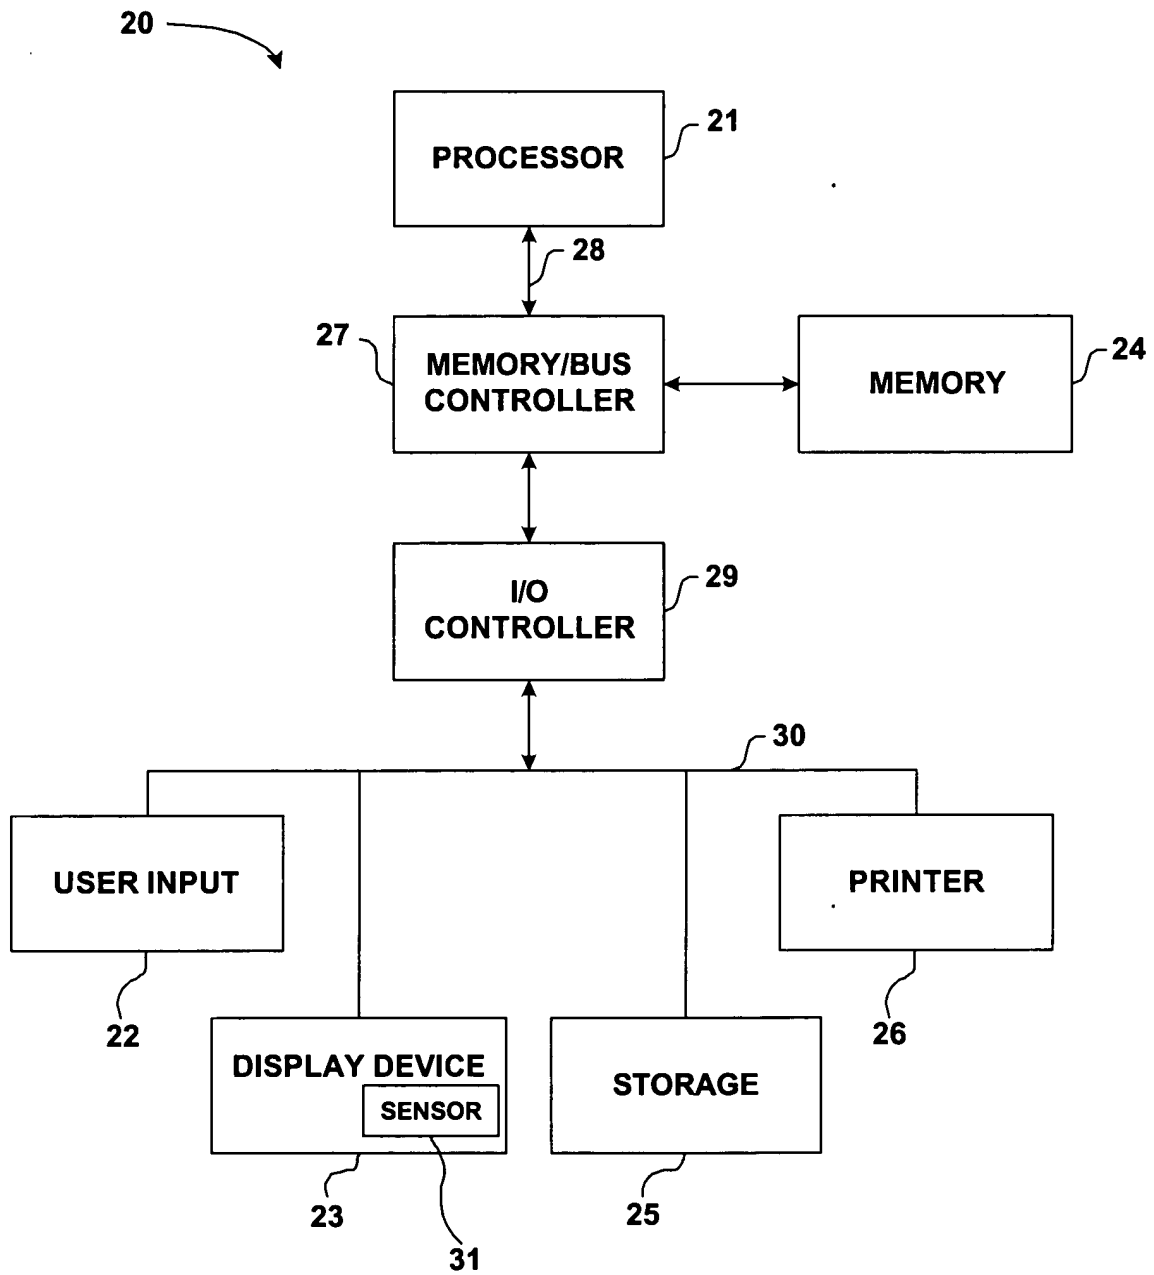 20
PROCESSOR
21
28
27
MEMORY/BUS
CONTROLLER
MEMORY
24
I/O
CONTROLLER
29
30
USER INPUT
PRINTER
22
26
DISPLAY DEVICE
SENSOR
STORAGE
23
25
31